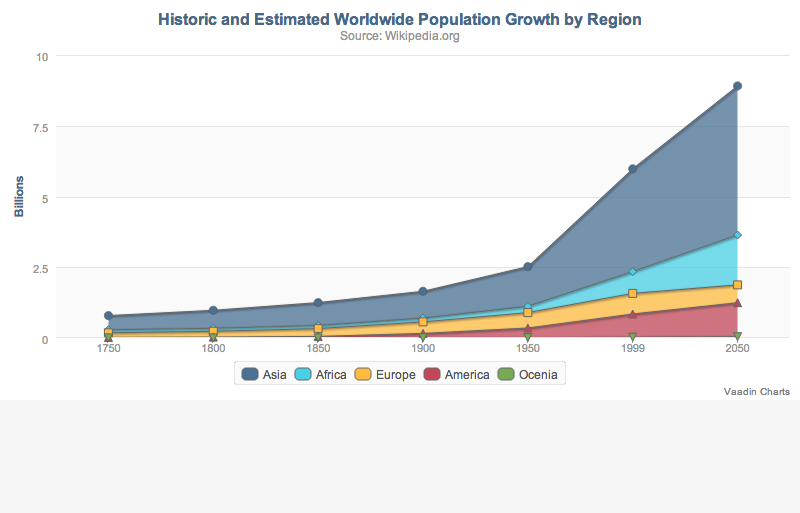 Historic and Estimated Worldwide Population Growth by Region
Source: Wikipedia.org
Billions
10
7.5
5
2.5
0
1750 1800 1850 1900 1950 1999 2050
Asia Africa Europe America Ocenia
Vaadin Charts